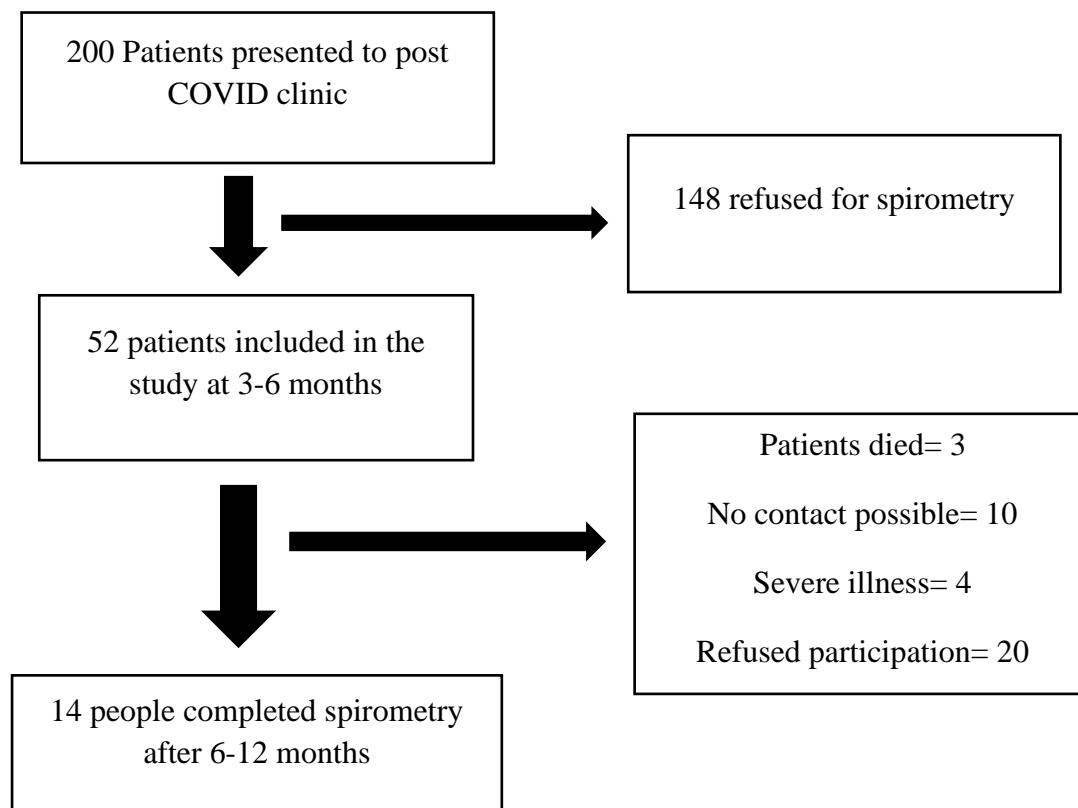 200 Patients presented to post
COVID clinic
148 refused for spirometry
52 patients included in the
study at 3-6 months
Patients died= 3
No contact possible= 10
Severe illness= 4
Refused participation= 20
14 people completed spirometry
after 6-12 months